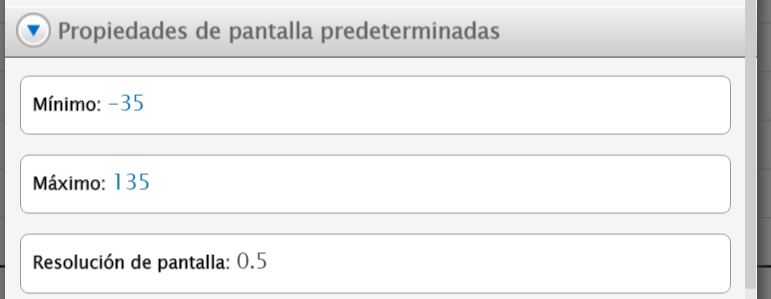 Propiedades de pantalla predeterminadas
Mínimo: -35
Máximo: 135
Resolución de pantalla: 0.5